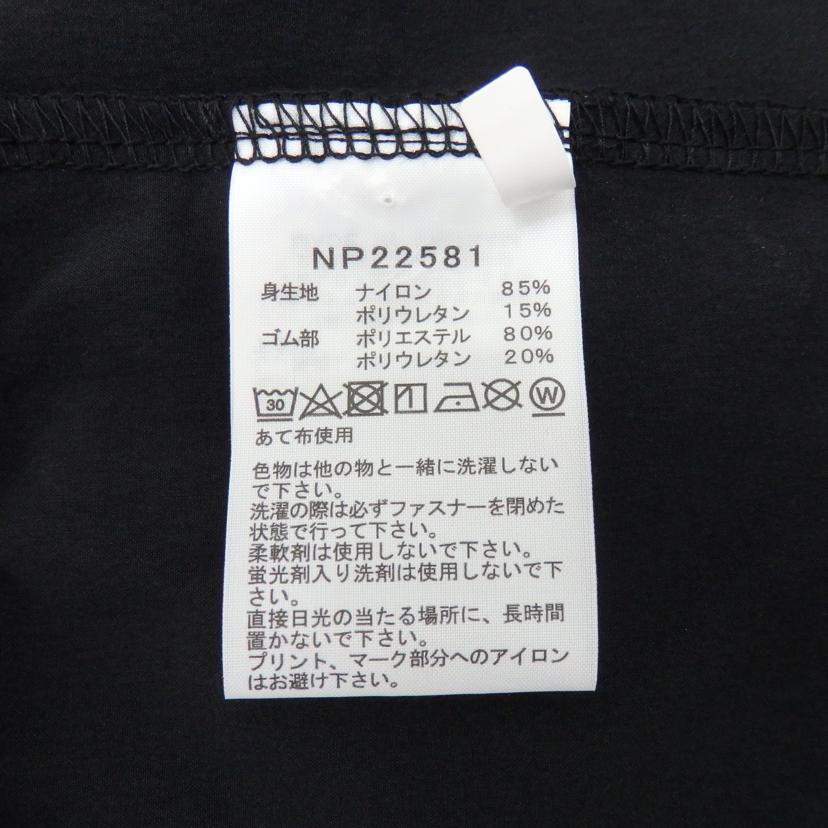 NP22581
身生地 ナイロン 85%
ポリウレタン 15%
ゴム部 ポリエステル 80%
ポリウレタン 20%
30 W
あて布使用
色物は他の物と一緒に洗濯しない
で下さい。
洗濯の際は必ずファスナーを閉めた
状態で行って下さい。
柔軟剤は使用しないで下さい。
蛍光剤入り洗剤は使用しないで下
さい。
直接日光の当たる場所に、長時間
置かないで下さい。
プリント、マーク部分へのアイロン
はお避け下さい。